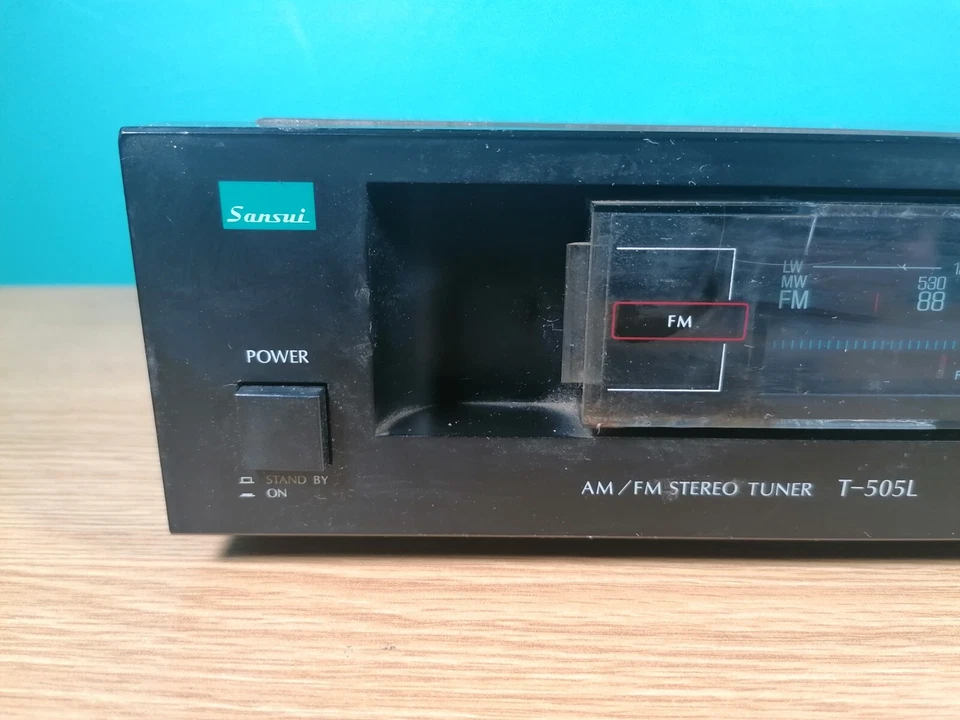 Sansui
POWER
STAND BY
ON
FM
LW
MW 530
FM 88
AM/FM STEREO TUNER T-505L